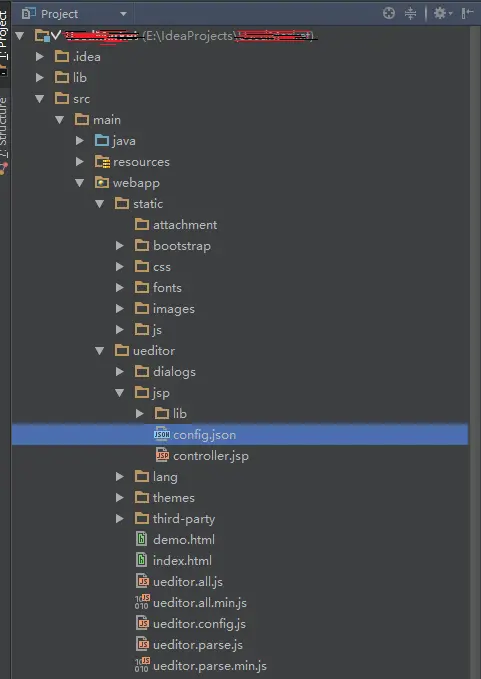 Project
1: Project
7: Structure
(E:\IdeaProjects\
.idea
lib
src
main
java
resources
webapp
static
attachment
bootstrap
css
fonts
images
js
ueditor
dialogs
jsp
lib
config.json
controller.jsp
lang
themes
third-party
demo.html
index.html
ueditor.all.js
ueditor.all.min.js
ueditor.config.js
ueditor.parse.js
ueditor.parse.min.js